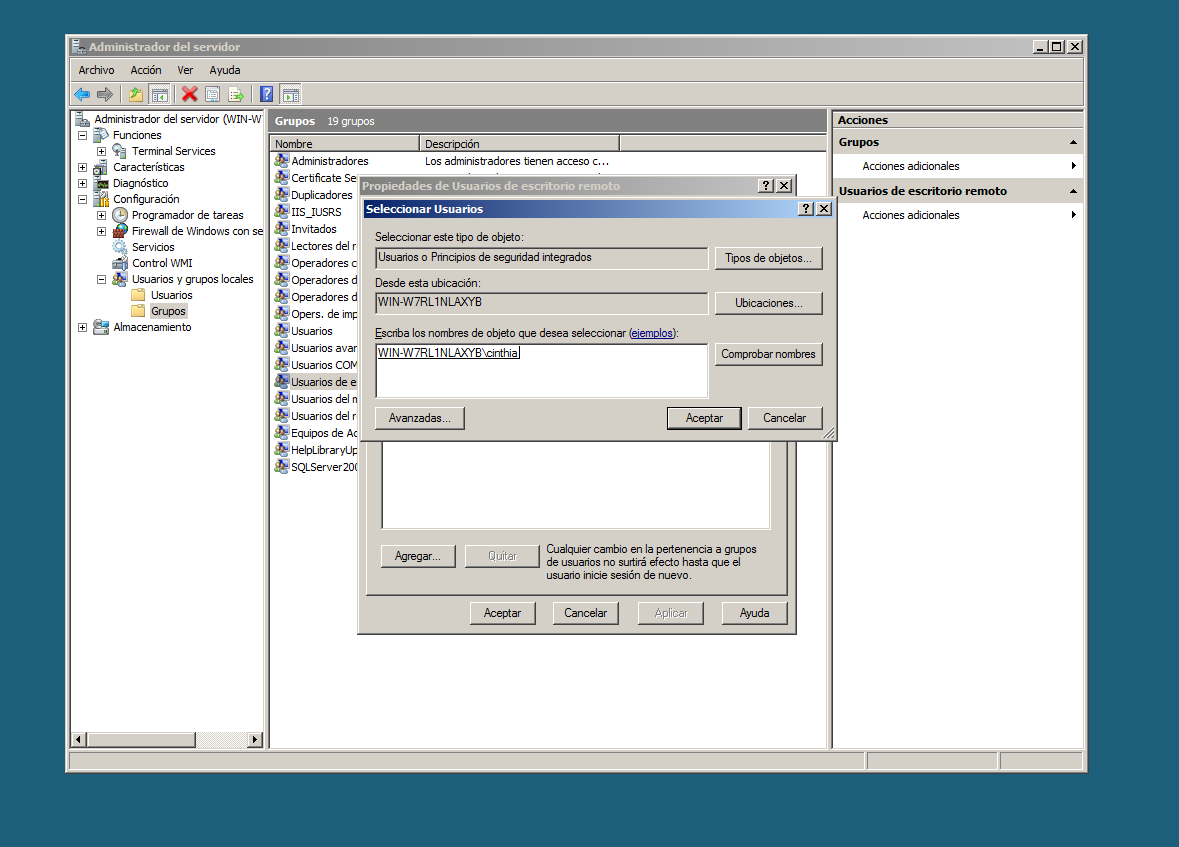 Administrador del servidor
Archivo Acción Ver Ayuda
Administrador del servidor (WIN-W
Funciones
Terminal Services
Características
Diagnóstico
Configuración
Programador de tareas
Firewall de Windows con se
Servicios
Control WMI
Usuarios y grupos locales
Usuarios
Grupos
Almacenamiento
Grupos 19 grupos
Nombre Descripción
Administradores Los administradores tienen acceso c...
Certificate Se
Duplicadores
IIS_IUSRS
Invitados
Lectores del r
Operadores c
Operadores d
Operadores d
Opers. de imp
Usuarios
Usuarios avan
Usuarios COM
Usuarios de e
Usuarios del m
Usuarios del r
Equipos de Ac
HelpLibraryUp
SQLServer200
Propiedades de Usuarios de escritorio remoto
Seleccionar Usuarios
Seleccionar este tipo de objeto:
Usuarios o Principios de seguridad integrados
Tipos de objetos...
Desde esta ubicación:
WIN-W7RL1NLAXYB
Ubicaciones...
Escriba los nombres de objeto que desea seleccionar (ejemplos):
WIN-W7RL1NLAXYB\cinthia
Comprobar nombres
Avanzadas... Aceptar Cancelar
Agregar... Quitar
Cualquier cambio en la pertenencia a grupos
de usuarios no surtirá efecto hasta que el
usuario inicie sesión de nuevo.
Aceptar Cancelar Aplicar Ayuda
Acciones
Grupos
Acciones adicionales
Usuarios de escritorio remoto
Acciones adicionales